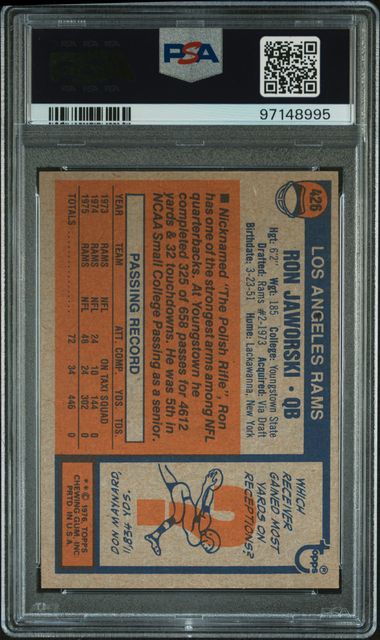 PSA
97148995
426
LOS ANGELES RAMS
RON JAWORSKI • QB
Hgt: 6'2" Wgt: 185 College: Youngstown State
Drafted: Rams #2-1973 Acquired: Via Draft
Birthdate: 3-23-51 Home: Lackawanna, New York
PASSING RECORD
YEAR TEAM ATT. COMP. YDS. TDS.
1973 RAMS NFL ON TAXI SQUAD
1974 RAMS NFL 24 10 144 0
1975 RAMS NFL 48 24 302 0
TOTALS 72 34 446 0
■ Nicknamed "The Polish Rifle", Ron
has one of the strongest arms among NFL
quarterbacks. At Youngstown he
completed 325 of 658 passes for 4612
yards & 32 touchdowns. He was 5th in
NCAA Small College Passing as a senior.
topps®
WHICH
RECEIVER
GAINED MOST
YARDS ON
RECEPTIONS?
DON MAYNARD,
11,834 YDS.
** © 1976, TOPPS
CHEWING GUM, INC.
PRTD. IN U.S.A.